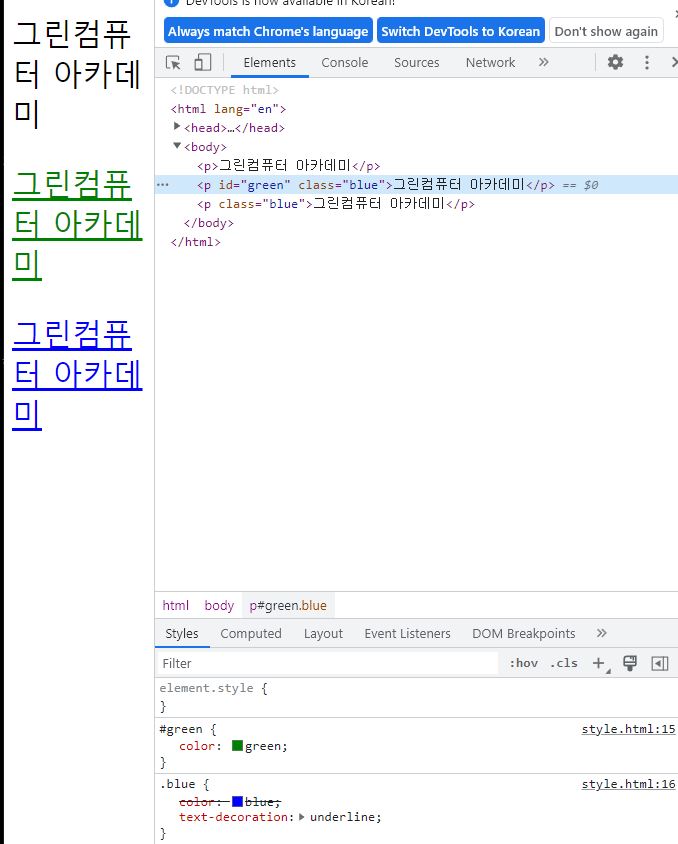 DevTools is now available in Korean!
Always match Chrome's language Switch DevTools to Korean Don't show again
Elements Console Sources Network »
그린컴퓨
터 아카데
미
그린컴퓨
터 아카데
미
그린컴퓨
터 아카데
미
<!DOCTYPE html>
<html lang="en">
<head>…</head>
<body>
<p>그린컴퓨터 아카데미</p>
<p id="green" class="blue">그린컴퓨터 아카데미</p> == $0
<p class="blue">그린컴퓨터 아카데미</p>
</body>
</html>
html body p#green.blue
Styles Computed Layout Event Listeners DOM Breakpoints »
Filter :hov .cls +
element.style {
}
#green { style.html:15
color: green;
}
.blue { style.html:16
color: blue;
text-decoration: underline;
}